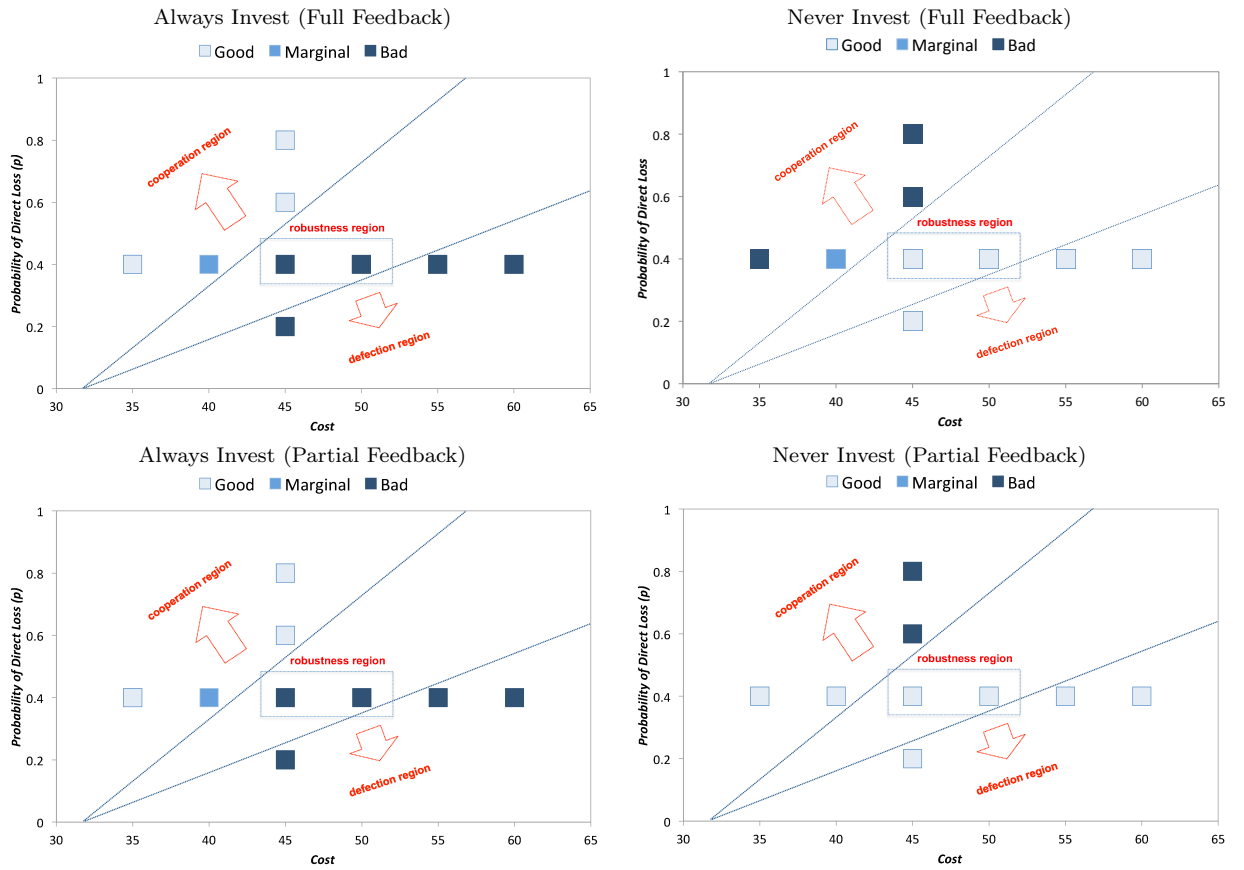 Always Invest (Full Feedback)
Good Marginal Bad
1
0.8
0.6
0.4
0.2
0
Probability of Direct Loss (p)
cooperation region
robustness region
defection region
30 35 40 45 50 55 60 65
Cost
Never Invest (Full Feedback)
Good Marginal Bad
1
0.8
0.6
0.4
0.2
0
Probability of Direct Loss
cooperation region
robustness region
defection region
30 35 40 45 50 55 60 65
Cost
Always Invest (Partial Feedback)
Good Marginal Bad
1
0.8
0.6
0.4
0.2
0
Probability of Direct Loss (p)
cooperation region
robustness region
defection region
30 35 40 45 50 55 60 65
Cost
Never Invest (Partial Feedback)
Good Marginal Bad
1
0.8
0.6
0.4
0.2
0
Probability of Direct Loss (p)
cooperation region
robustness region
defection region
30 35 40 45 50 55 60 65
Cost